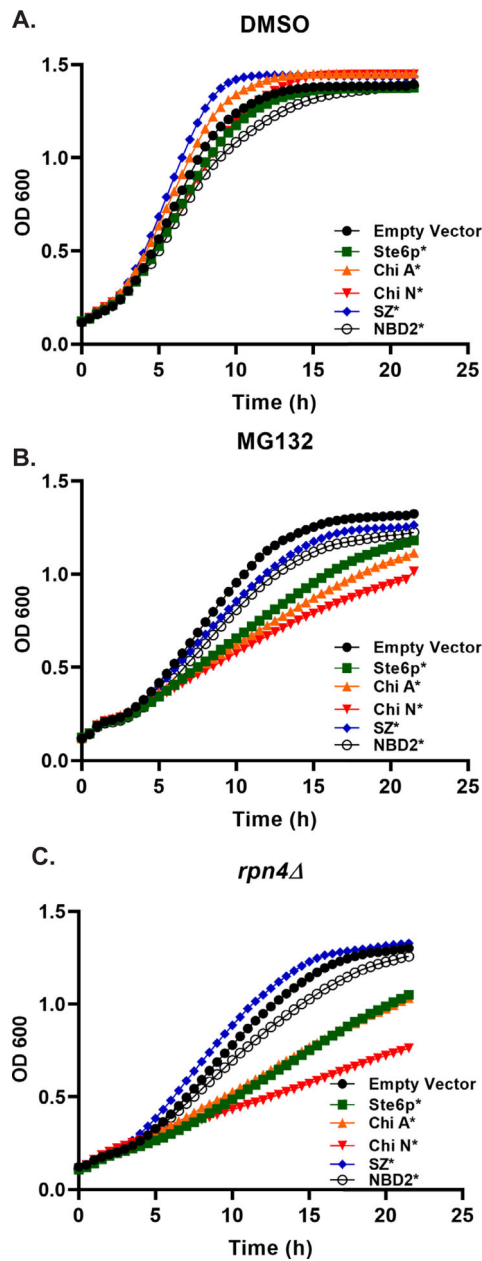 A.
DMSO
1.5
1.0
0.5
0.0
OD 600
Empty Vector
Ste6p*
Chi A*
Chi N*
SZ*
NBD2*
0 5 10 15 20 25
Time (h)
B.
MG132
1.5
1.0
0.5
0.0
OD 600
Empty Vector
Ste6p*
Chi A*
Chi N*
SZ*
NBD2*
0 5 10 15 20 25
Time (h)
C.
rpn4Δ
1.5
1.0
0.5
0.0
OD 600
Empty Vector
Ste6p*
Chi A*
Chi N*
SZ*
NBD2*
0 5 10 15 20 25
Time (h)